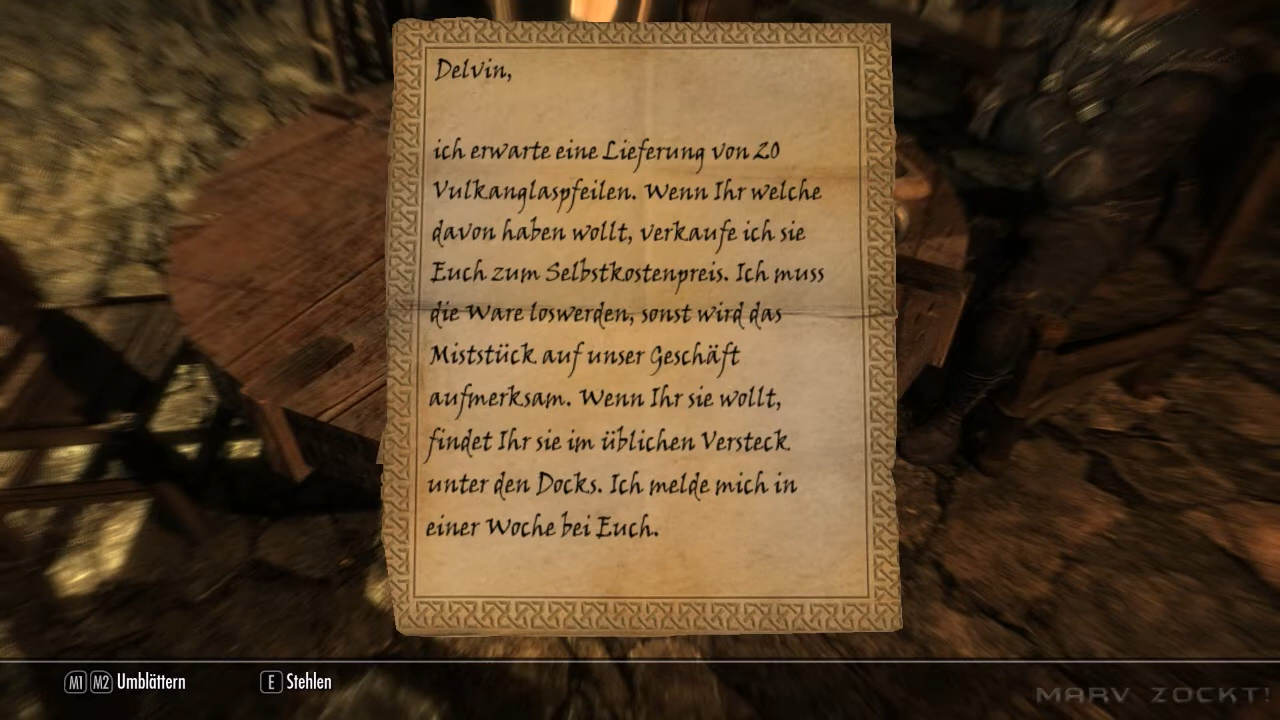 Delvin,
ich erwarte eine Lieferung von 20
Vulkanglaspfeilen. Wenn Ihr welche
davon haben wollt, verkaufe ich sie
Euch zum Selbstkostenpreis. Ich muss
die Ware loswerden, sonst wird das
Miststück auf unser Geschäft
aufmerksam. Wenn Ihr sie wollt,
findet Ihr sie im üblichen Versteck
unter den Docks. Ich melde mich in
einer Woche bei Euch.
M1 M2 Umblättern E Stehlen
MARV ZOCKT!